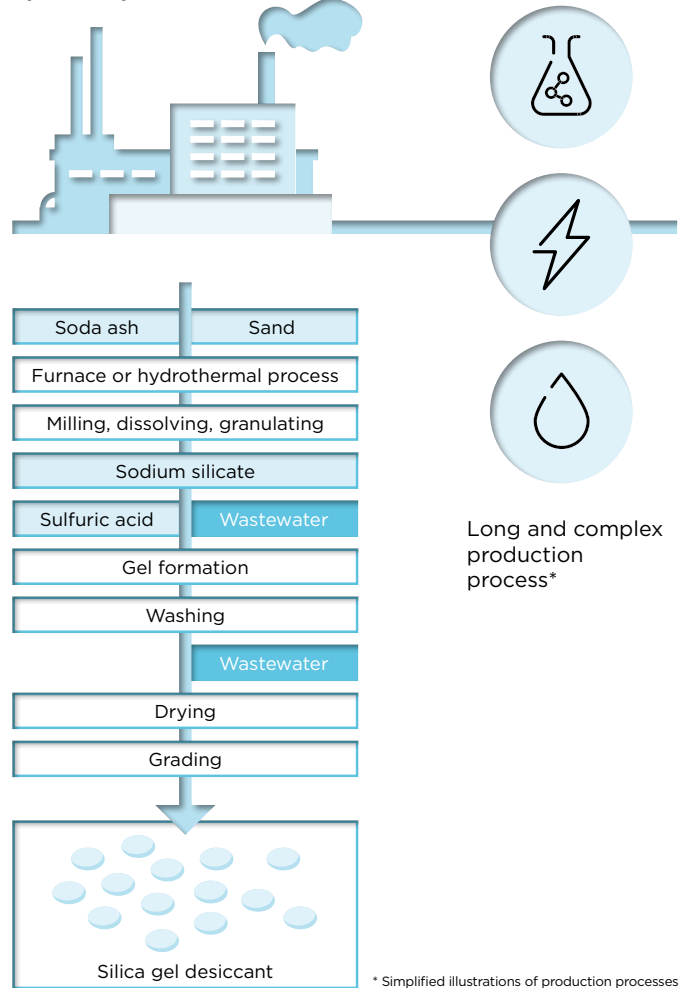 Soda ash
Sand
Furnace or hydrothermal process
Milling, dissolving, granulating
Sodium silicate
Sulfuric acid
Wastewater
Gel formation
Washing
Wastewater
Drying
Grading
Silica gel desiccant
Long and complex
production
process*
* Simplified illustrations of production processes